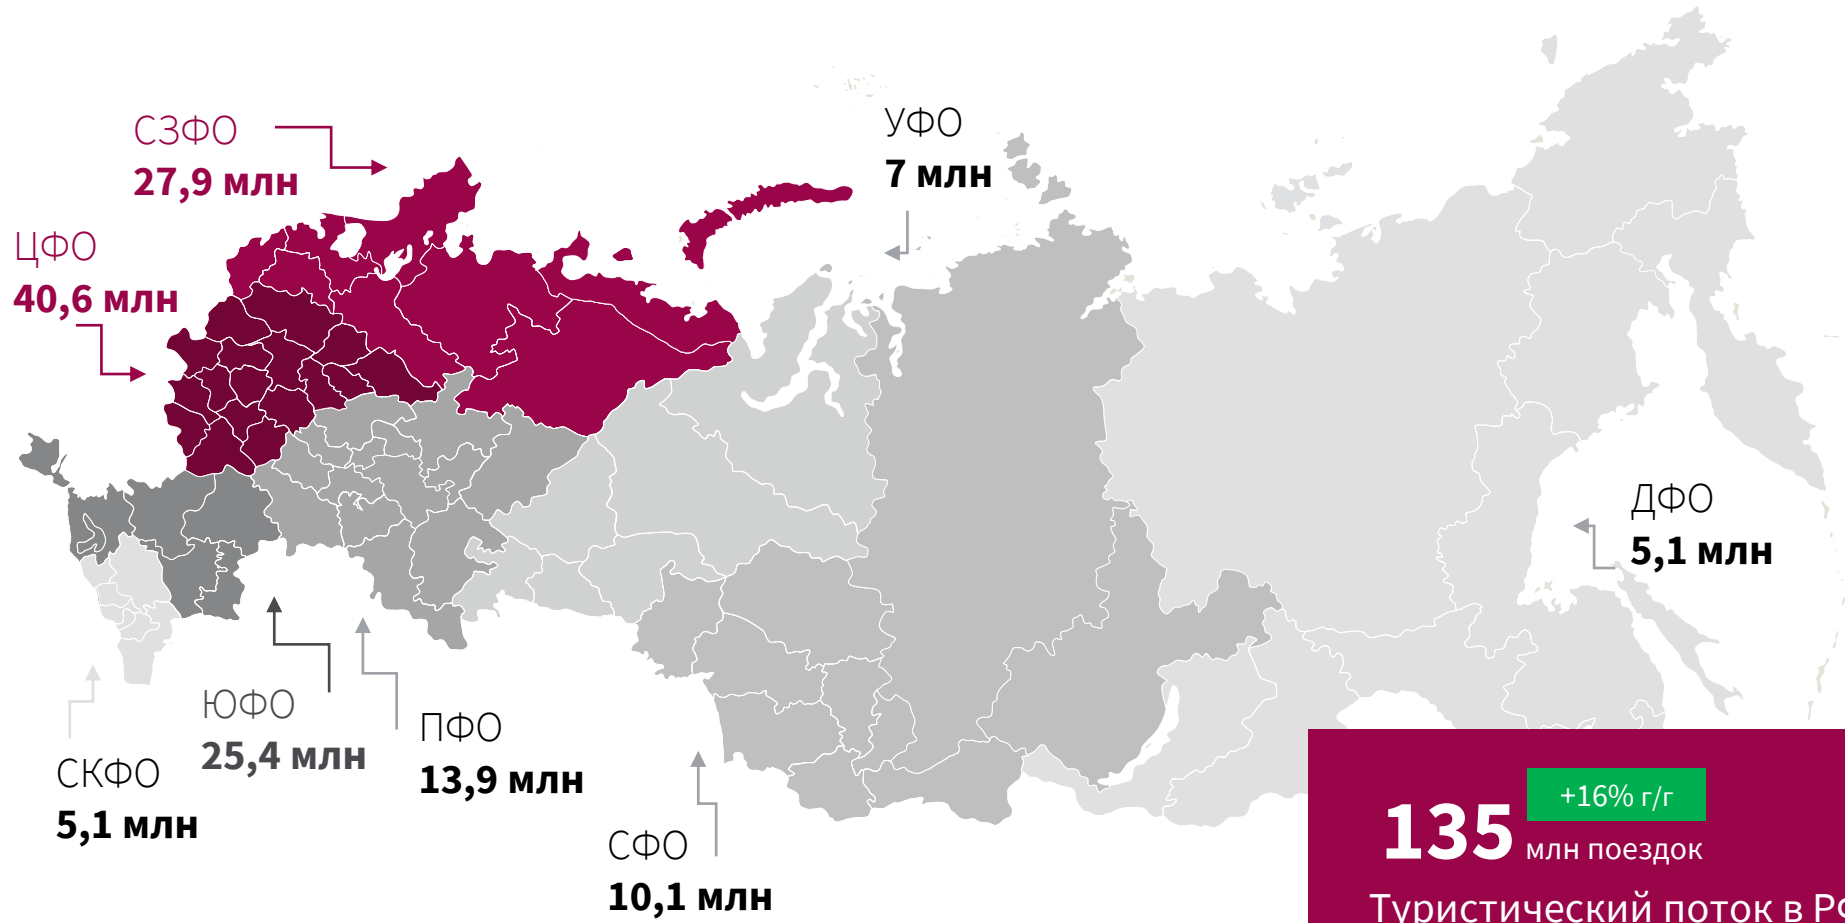 СЗФО
27,9 млн
ЦФО
40,6 млн
УФО
7 млн
ДФО
5,1 млн
ЮФО
25,4 млн
ПФО
13,9 млн
СКФО
5,1 млн
СФО
10,1 млн
+16% г/г
135 млн поездок
Туристический поток в